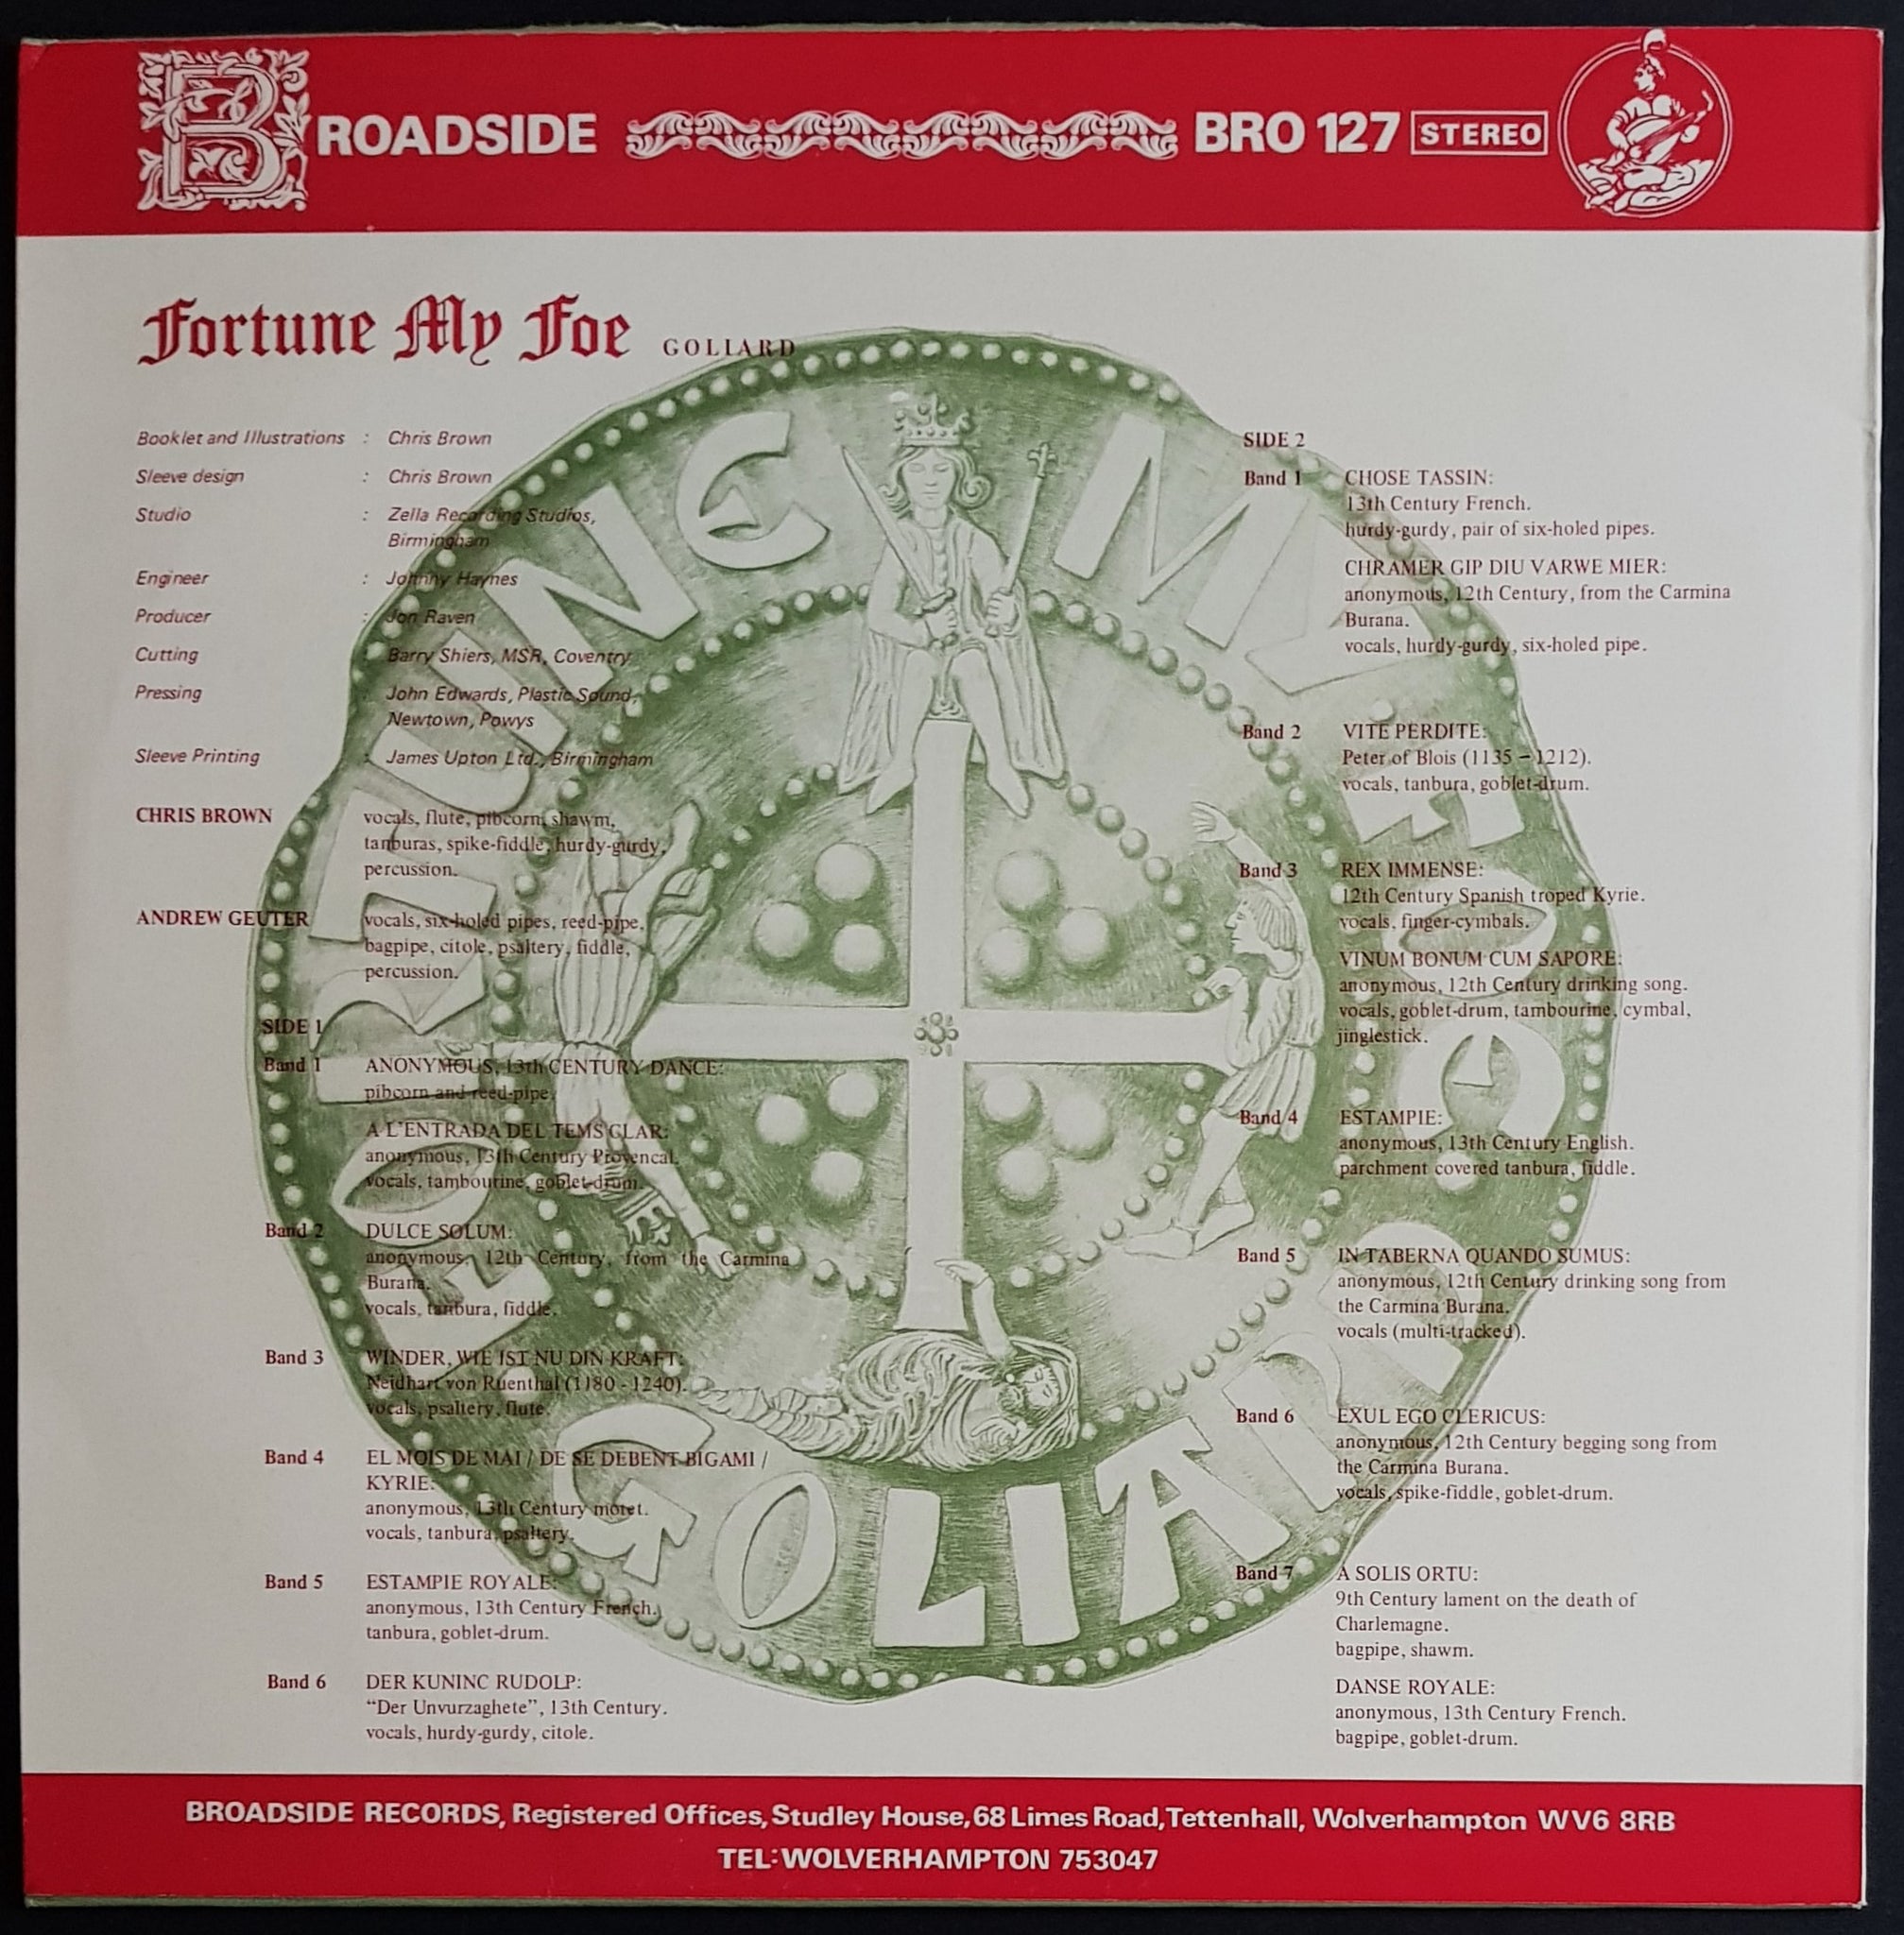 BROADSIDE BRO 127 STEREO
Fortune My Foe GOLIARD
Booklet and Illustrations : Chris Brown
Sleeve design : Chris Brown
Studio : Zella Recording Studios,
Birmingham
Engineer : Johnny Haynes
Producer : Jon Raven
Cutting : Barry Shiers, MSR, Coventry
Pressing : John Edwards, Plastic Sound,
Newtown, Powys
Sleeve Printing : James Upton Ltd., Birmingham
CHRIS BROWN vocals, flute, pibcorn, shawm,
tanburas, spike-fiddle, hurdy-gurdy,
percussion.
ANDREW GEUTER vocals, six-holed pipes, reed-pipe,
bagpipe, citole, psaltery, fiddle,
percussion.
SIDE 1
Band 1 ANONYMOUS, 13th CENTURY DANCE:
pibcorn and reed-pipe.
A L'ENTRADA DEL TEMS CLAR:
anonymous, 13th Century Provencal.
vocals, tambourine, goblet-drum.
Band 2 DULCE SOLUM:
anonymous, 12th Century, from the Carmina
Burana.
vocals, tanbura, fiddle.
Band 3 WINDER, WIE IST NU DIN KRAFT:
Neidhart von Ruenthal (1180 - 1240).
vocals, psaltery, flute.
Band 4 EL MOIS DE MAI / DE SE DEBENT BIGAMI /
KYRIE:
anonymous, 13th Century motet.
vocals, tanbura, psaltery.
Band 5 ESTAMPIE ROYALE:
anonymous, 13th Century French.
tanbura, goblet-drum.
Band 6 DER KUNINC RUDOLP:
“Der Unvurzaghete”, 13th Century.
vocals, hurdy-gurdy, citole.
SIDE 2
Band 1 CHOSE TASSIN:
13th Century French.
hurdy-gurdy, pair of six-holed pipes.
CHRAMER GIP DIU VARWE MIER:
anonymous, 12th Century, from the Carmina
Burana.
vocals, hurdy-gurdy, six-holed pipe.
Band 2 VITE PERDITE:
Peter of Blois (1135 – 1212).
vocals, tanbura, goblet-drum.
Band 3 REX IMMENSE:
12th Century Spanish troped Kyrie.
vocals, finger-cymbals.
VINUM BONUM CUM SAPORE:
anonymous, 12th Century drinking song.
vocals, goblet-drum, tambourine, cymbal,
jinglestick.
Band 4 ESTAMPIE:
anonymous, 13th Century English.
parchment covered tanbura, fiddle.
Band 5 IN TABERNA QUANDO SUMUS:
anonymous, 12th Century drinking song from
the Carmina Burana.
vocals (multi-tracked).
Band 6 EXUL EGO CLERICUS:
anonymous, 12th Century begging song from
the Carmina Burana.
vocals, spike-fiddle, goblet-drum.
Band 7 A SOLIS ORTU:
9th Century lament on the death of
Charlemagne.
bagpipe, shawm.
DANSE ROYALE:
anonymous, 13th Century French.
bagpipe, goblet-drum.
FORTUNE MY FOE
GOLIARD
BROADSIDE RECORDS, Registered Offices, Studley House, 68 Limes Road, Tettenhall, Wolverhampton WV6 8RB
TEL: WOLVERHAMPTON 753047